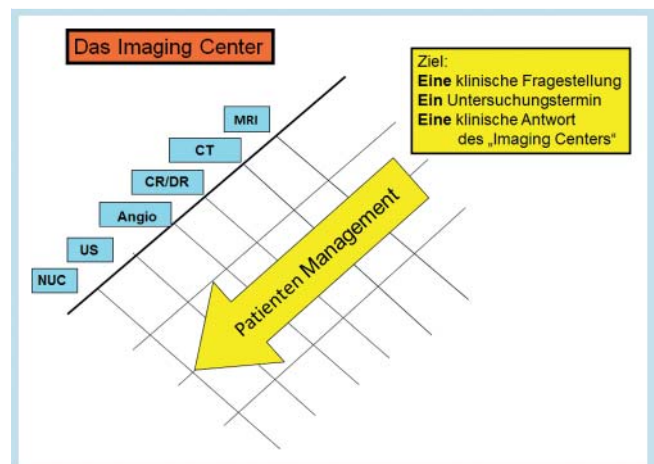 Das Imaging Center
Ziel:
Eine klinische Fragestellung
Ein Untersuchungstermin
Eine klinische Antwort
des „Imaging Centers“
MRI
CT
CR/DR
Angio
US
NUC
Patienten Management